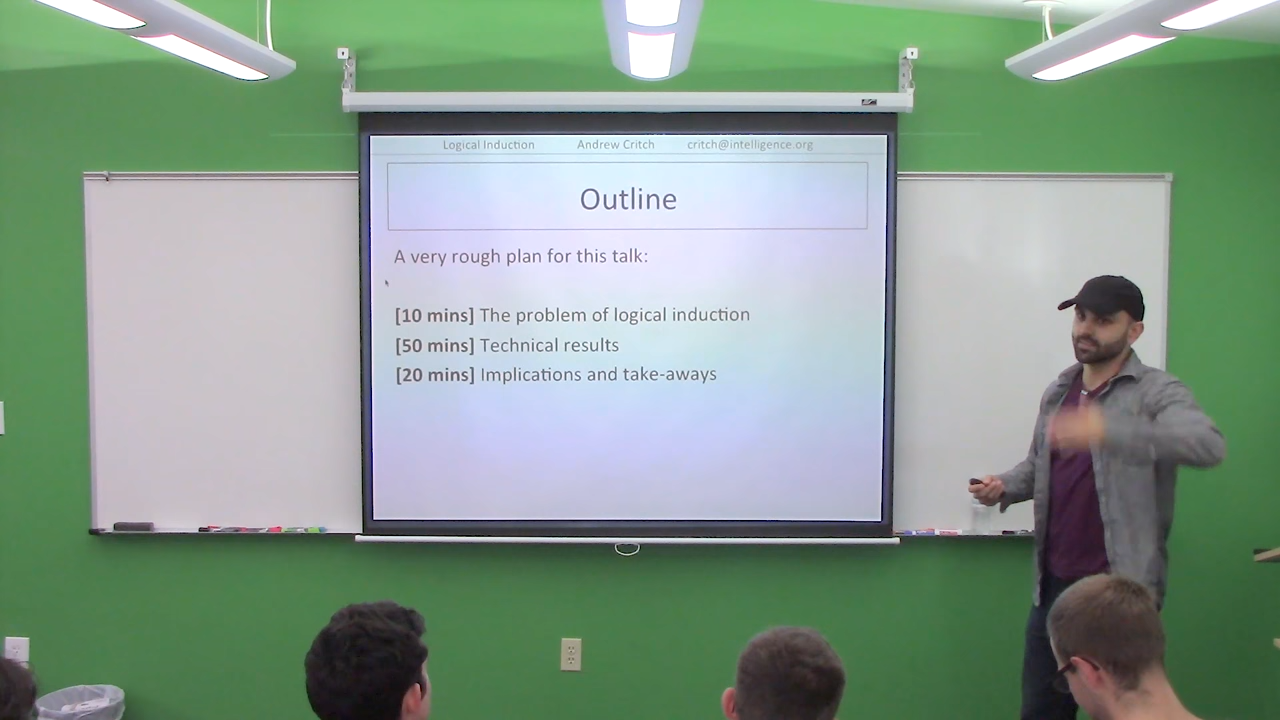 Logical Induction Andrew Critch critch@intelligence.org
Outline
A very rough plan for this talk:
[10 mins] The problem of logical induction
[50 mins] Technical results
[20 mins] Implications and take-aways